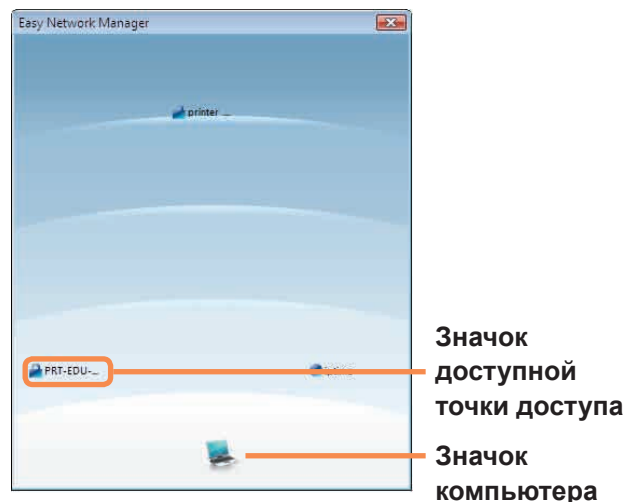 Easy Network Manager
printer ...
PRT-EDU-...
Значок
доступной
точки доступа
Значок
компьютера